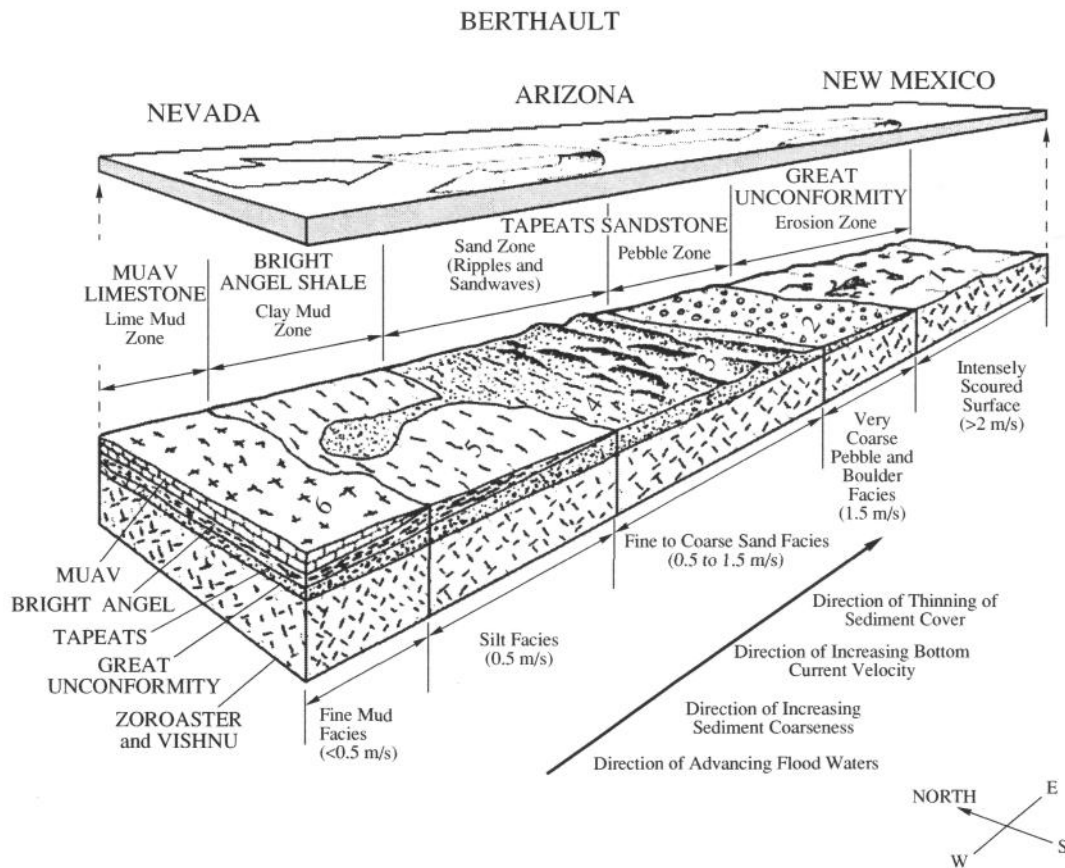 BERTHAULT
NEVADA
ARIZONA
NEW MEXICO
MUAV
LIMESTONE
Lime Mud
Zone
BRIGHT
ANGEL SHALE
Clay Mud
Zone
TAPEATS SANDSTONE
Sand Zone
(Ripples and
Sandwaves)
Pebble Zone
GREAT
UNCONFORMITY
Erosion Zone
1
2
3
4
5
6
Intensely
Scoured
Surface
(>2 m/s)
Very
Coarse
Pebble and
Boulder
Facies
(1.5 m/s)
Fine to Coarse Sand Facies
(0.5 to 1.5 m/s)
Silt Facies
(0.5 m/s)
Fine Mud
Facies
(<0.5 m/s)
MUAV
BRIGHT ANGEL
TAPEATS
GREAT
UNCONFORMITY
ZOROASTER
and VISHNU
Direction of Thinning of
Sediment Cover
Direction of Increasing Bottom
Current Velocity
Direction of Increasing
Sediment Coarseness
Direction of Advancing Flood Waters
NORTH
E
W
S